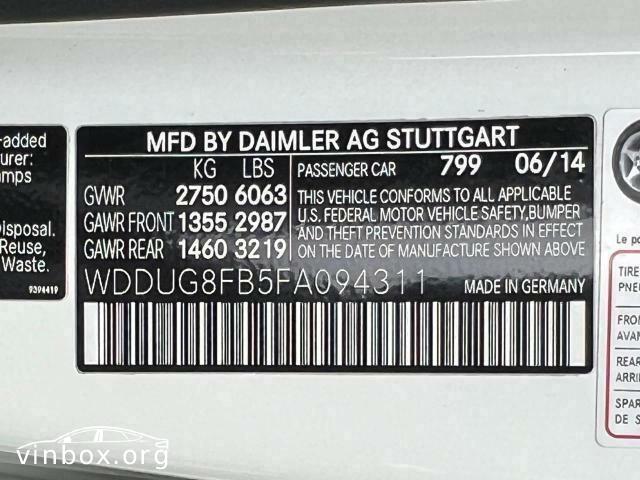 -added
urer:
amps
Disposal.
Reuse,
Waste.
9394419
MFD BY DAIMLER AG STUTTGART
KG LBS
GVWR 2750 6063
GAWR FRONT 1355 2987
GAWR REAR 1460 3219
PASSENGER CAR 799 06/14
THIS VEHICLE CONFORMS TO ALL APPLICABLE
U.S. FEDERAL MOTOR VEHICLE SAFETY,BUMPER
AND THEFT PREVENTION STANDARDS IN EFFECT
ON THE DATE OF MANUFACTURE SHOWN ABOVE
WDDUG8FB5FA094311
MADE IN GERMANY
Le po
TIRE
PNEU
FRON
AVAN
REAR
ARRI
SPAR
DE S
vinbox.org